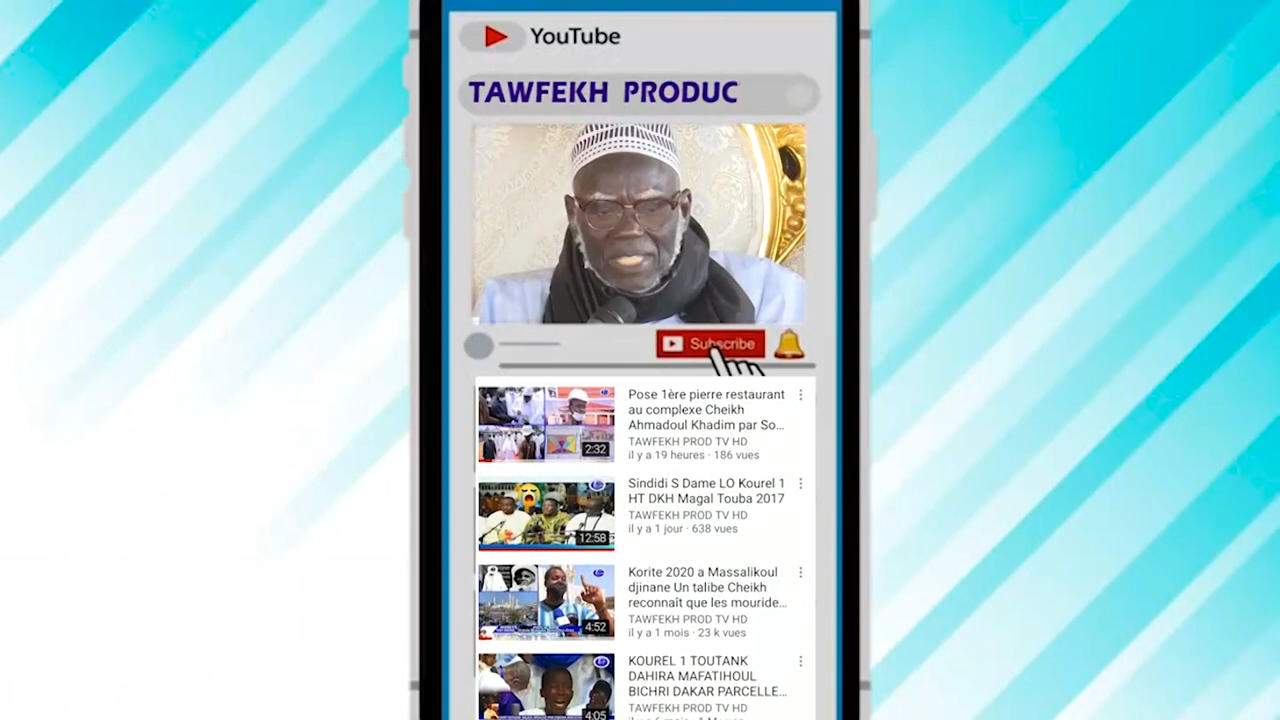 YouTube
TAWFEKH PRODUC
Subscribe
Pose 1ère pierre restaurant
au complexe Cheikh
Ahmadoul Khadim par So...
TAWFEKH PROD TV HD
il y a 19 heures · 186 vues
2:32
Sindidi S Dame LO Kourel 1
HT DKH Magal Touba 2017
TAWFEKH PROD TV HD
il y a 1 jour · 638 vues
12:58
Korite 2020 a Massalikoul
djinane Un talibe Cheikh
reconnaît que les mouride...
TAWFEKH PROD TV HD
il y a 1 mois · 23 k vues
4:52
KOUREL 1 TOUTANK
DAHIRA MAFATIHOUL
BICHRI DAKAR PARCELLE...
TAWFEKH PROD TV HD
4:05